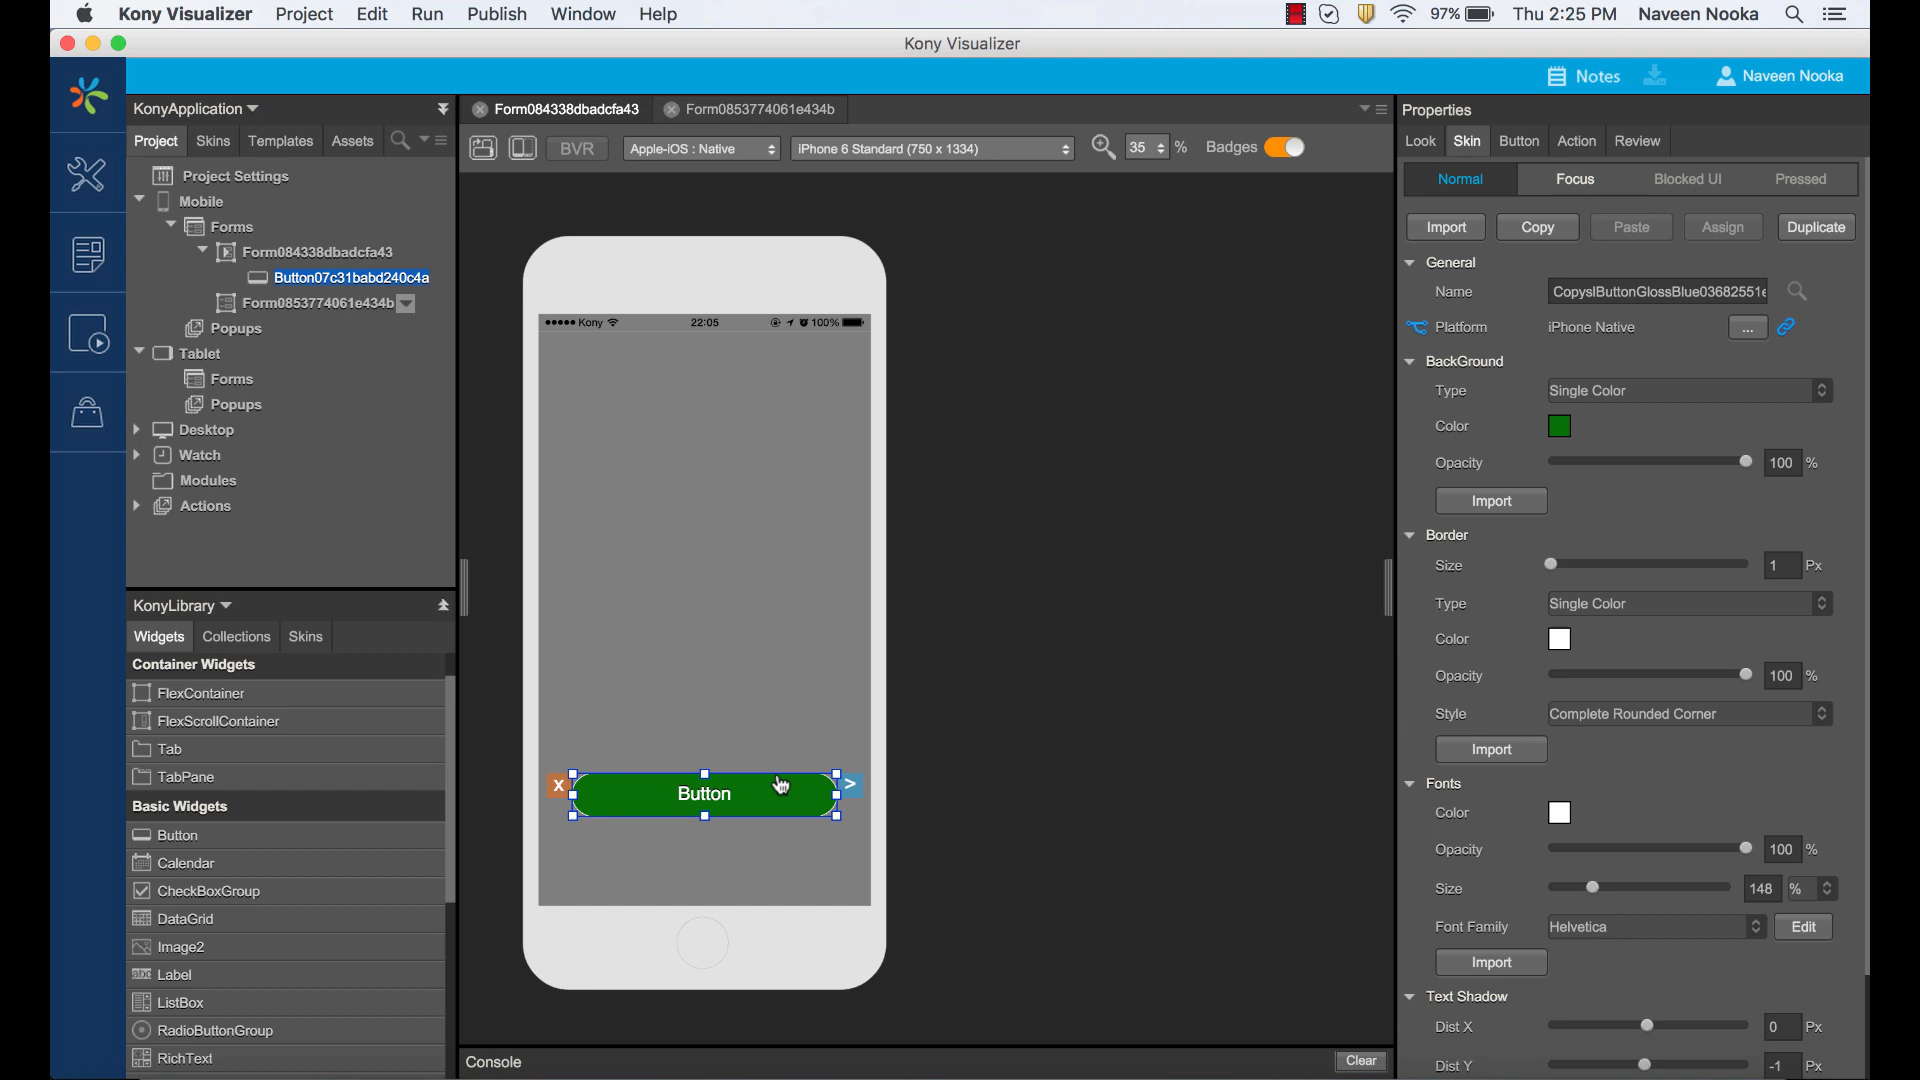 Kony Visualizer Project Edit Run Publish Window Help 97% Thu 2:25 PM Naveen Nooka
Kony Visualizer
Notes Naveen Nooka
KonyApplication
Project Skins Templates Assets
Project Settings
Mobile
Forms
Form084338dbadcfa43
Button07c31babd240c4a
Form0853774061e434b
Popups
Tablet
Forms
Popups
Desktop
Watch
Modules
Actions
KonyLibrary
Widgets Collections Skins
Container Widgets
FlexContainer
FlexScrollContainer
Tab
TabPane
Basic Widgets
Button
Calendar
CheckBoxGroup
DataGrid
Image2
abc Label
ListBox
RadioButtonGroup
RichText
Form084338dbadcfa43 Form0853774061e434b
BVR Apple-iOS : Native iPhone 6 Standard (750 x 1334) 35 % Badges
Kony 22:05 100%
X Button >
Console Clear
Properties
Look Skin Button Action Review
Normal Focus Blocked UI Pressed
Import Copy Paste Assign Duplicate
General
Name CopyslButtonGlossBlue03682551e
Platform iPhone Native ...
BackGround
Type Single Color
Color
Opacity 100 %
Import
Border
Size 1 Px
Type Single Color
Color
Opacity 100 %
Style Complete Rounded Corner
Import
Fonts
Color
Opacity 100 %
Size 148 %
Font Family Helvetica Edit
Import
Text Shadow
Dist X 0 Px
Dist Y -1 Px